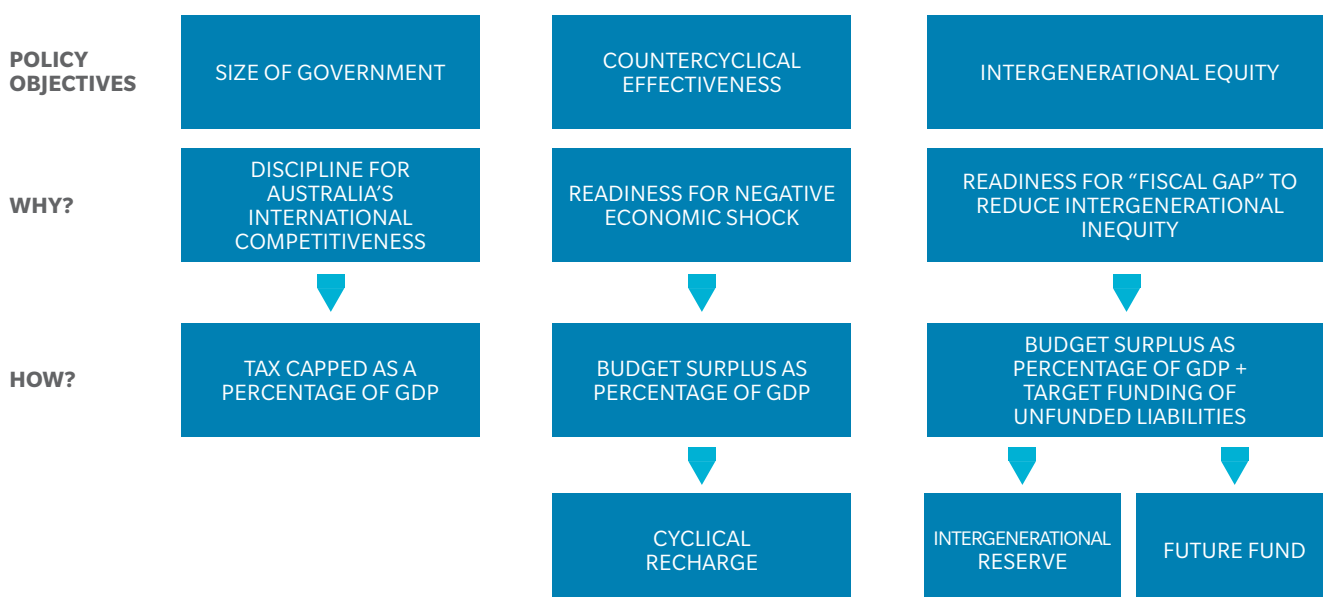 POLICY
OBJECTIVES
SIZE OF GOVERNMENT
COUNTERCYCLICAL
EFFECTIVENESS
INTERGENERATIONAL EQUITY
WHY?
DISCIPLINE FOR
AUSTRALIA’S
INTERNATIONAL
COMPETITIVENESS
READINESS FOR NEGATIVE
ECONOMIC SHOCK
READINESS FOR “FISCAL GAP” TO
REDUCE INTERGENERATIONAL
INEQUITY
HOW?
TAX CAPPED AS A
PERCENTAGE OF GDP
BUDGET SURPLUS AS
PERCENTAGE OF GDP
BUDGET SURPLUS AS
PERCENTAGE OF GDP +
TARGET FUNDING OF
UNFUNDED LIABILITIES
CYCLICAL
RECHARGE
INTERGENERATIONAL
RESERVE
FUTURE FUND